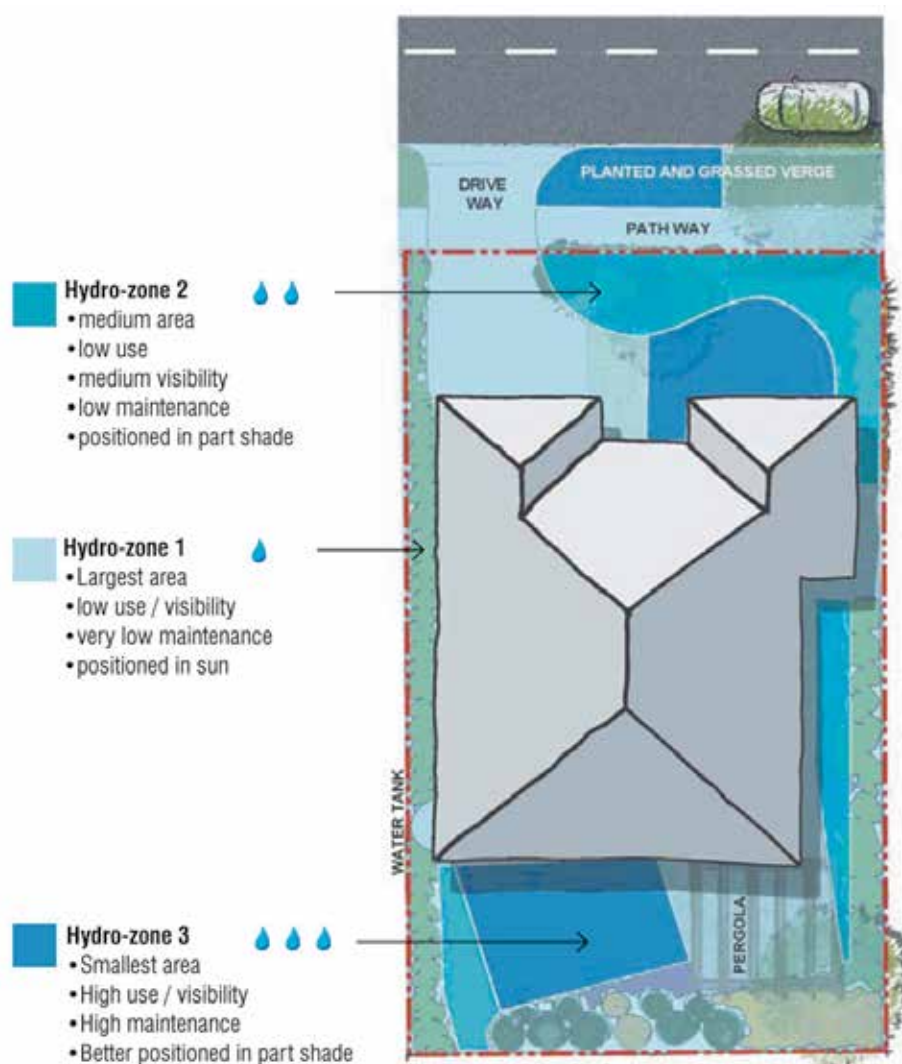 DRIVE
WAY
PLANTED AND GRASSED VERGE
PATH WAY
Hydro-zone 2
•medium area
•low use
•medium visibility
•low maintenance
•positioned in part shade
Hydro-zone 1
•Largest area
•low use / visibility
•very low maintenance
•positioned in sun
WATER TANK
Hydro-zone 3
•Smallest area
•High use / visibility
•High maintenance
•Better positioned in part shade
PERGOLA